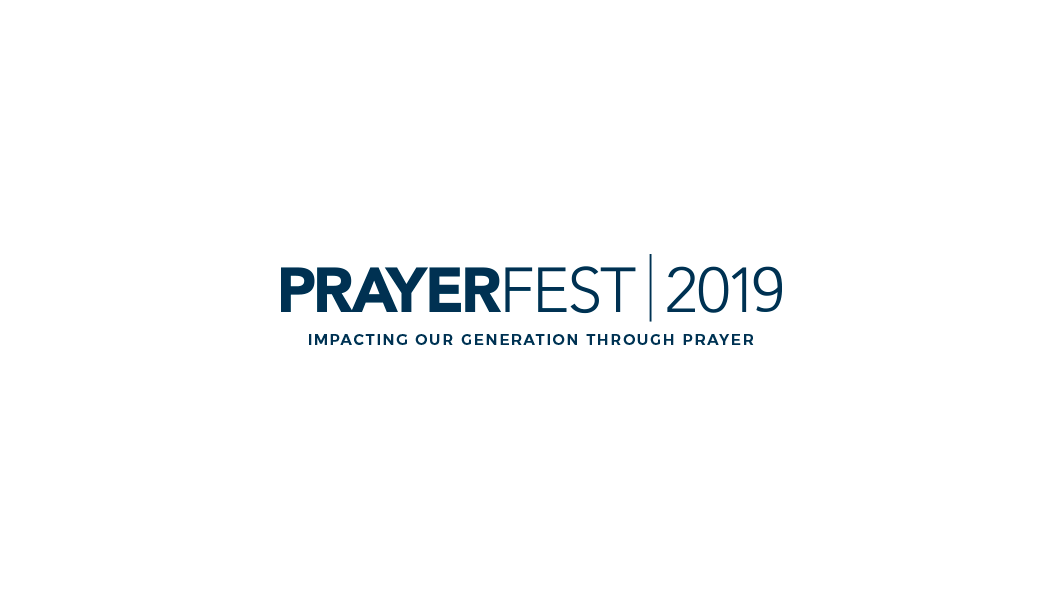 PRAYERFEST | 2019
IMPACTING OUR GENERATION THROUGH PRAYER